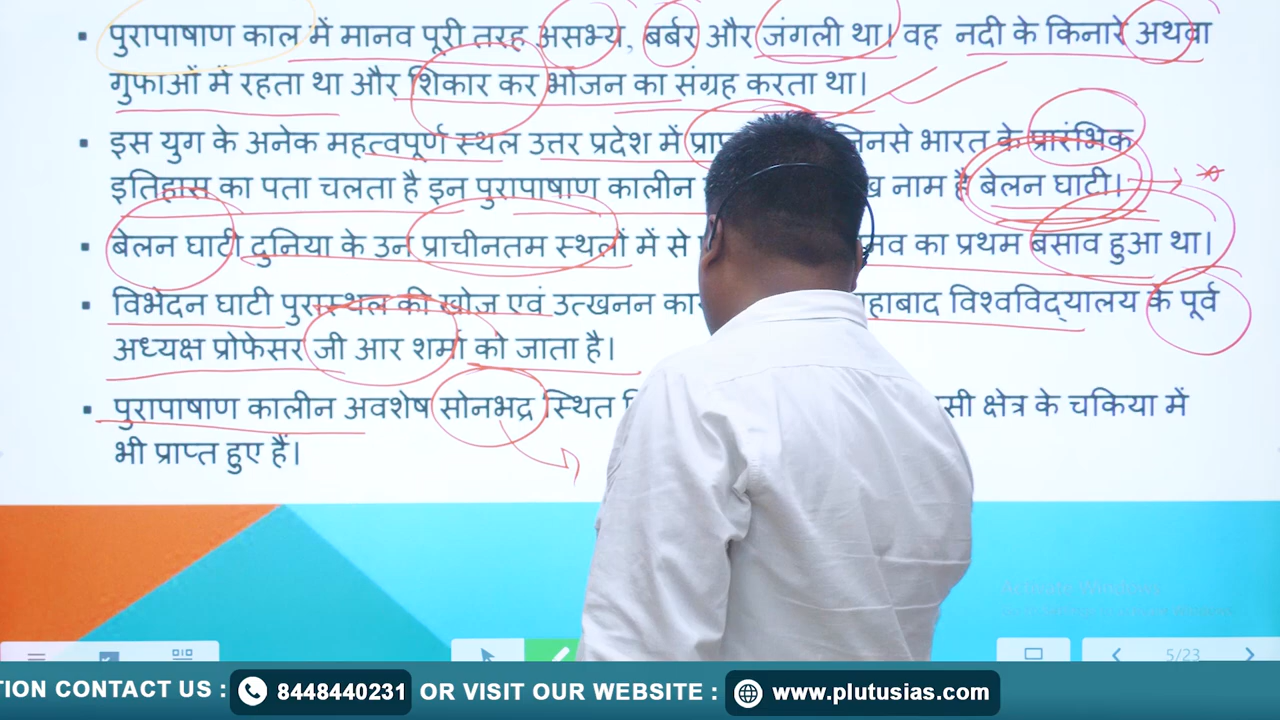 ▪ पुरापाषाण काल में मानव पूरी तरह असभ्य, बर्बर और जंगली था। वह नदी के किनारे अथवा
गुफाओं में रहता था और शिकार कर भोजन का संग्रह करता था।
▪ इस युग के अनेक महत्वपूर्ण स्थल उत्तर प्रदेश में से भारत के प्रारंभिक
इतिहास का पता चलता है इन पुरापाषाण कालीन नाम है बेलन घाटी।
▪ बेलन घाटी दुनिया के उन प्राचीनतम स्थलों में से का प्रथम बसाव हुआ था।
▪ विभेदन घाटी पुरास्थल की खोज एवं उत्खनन विश्वविद्यालय के पूर्व
अध्यक्ष प्रोफेसर जी आर शर्मा को जाता है।
▪ पुरापाषाण कालीन अवशेष सोनभद्र स्थित क्षेत्र के चकिया में
भी प्राप्त हुए हैं।
Activate Windows
5/23
TION CONTACT US : 8448440231 OR VISIT OUR WEBSITE : www.plutusias.com